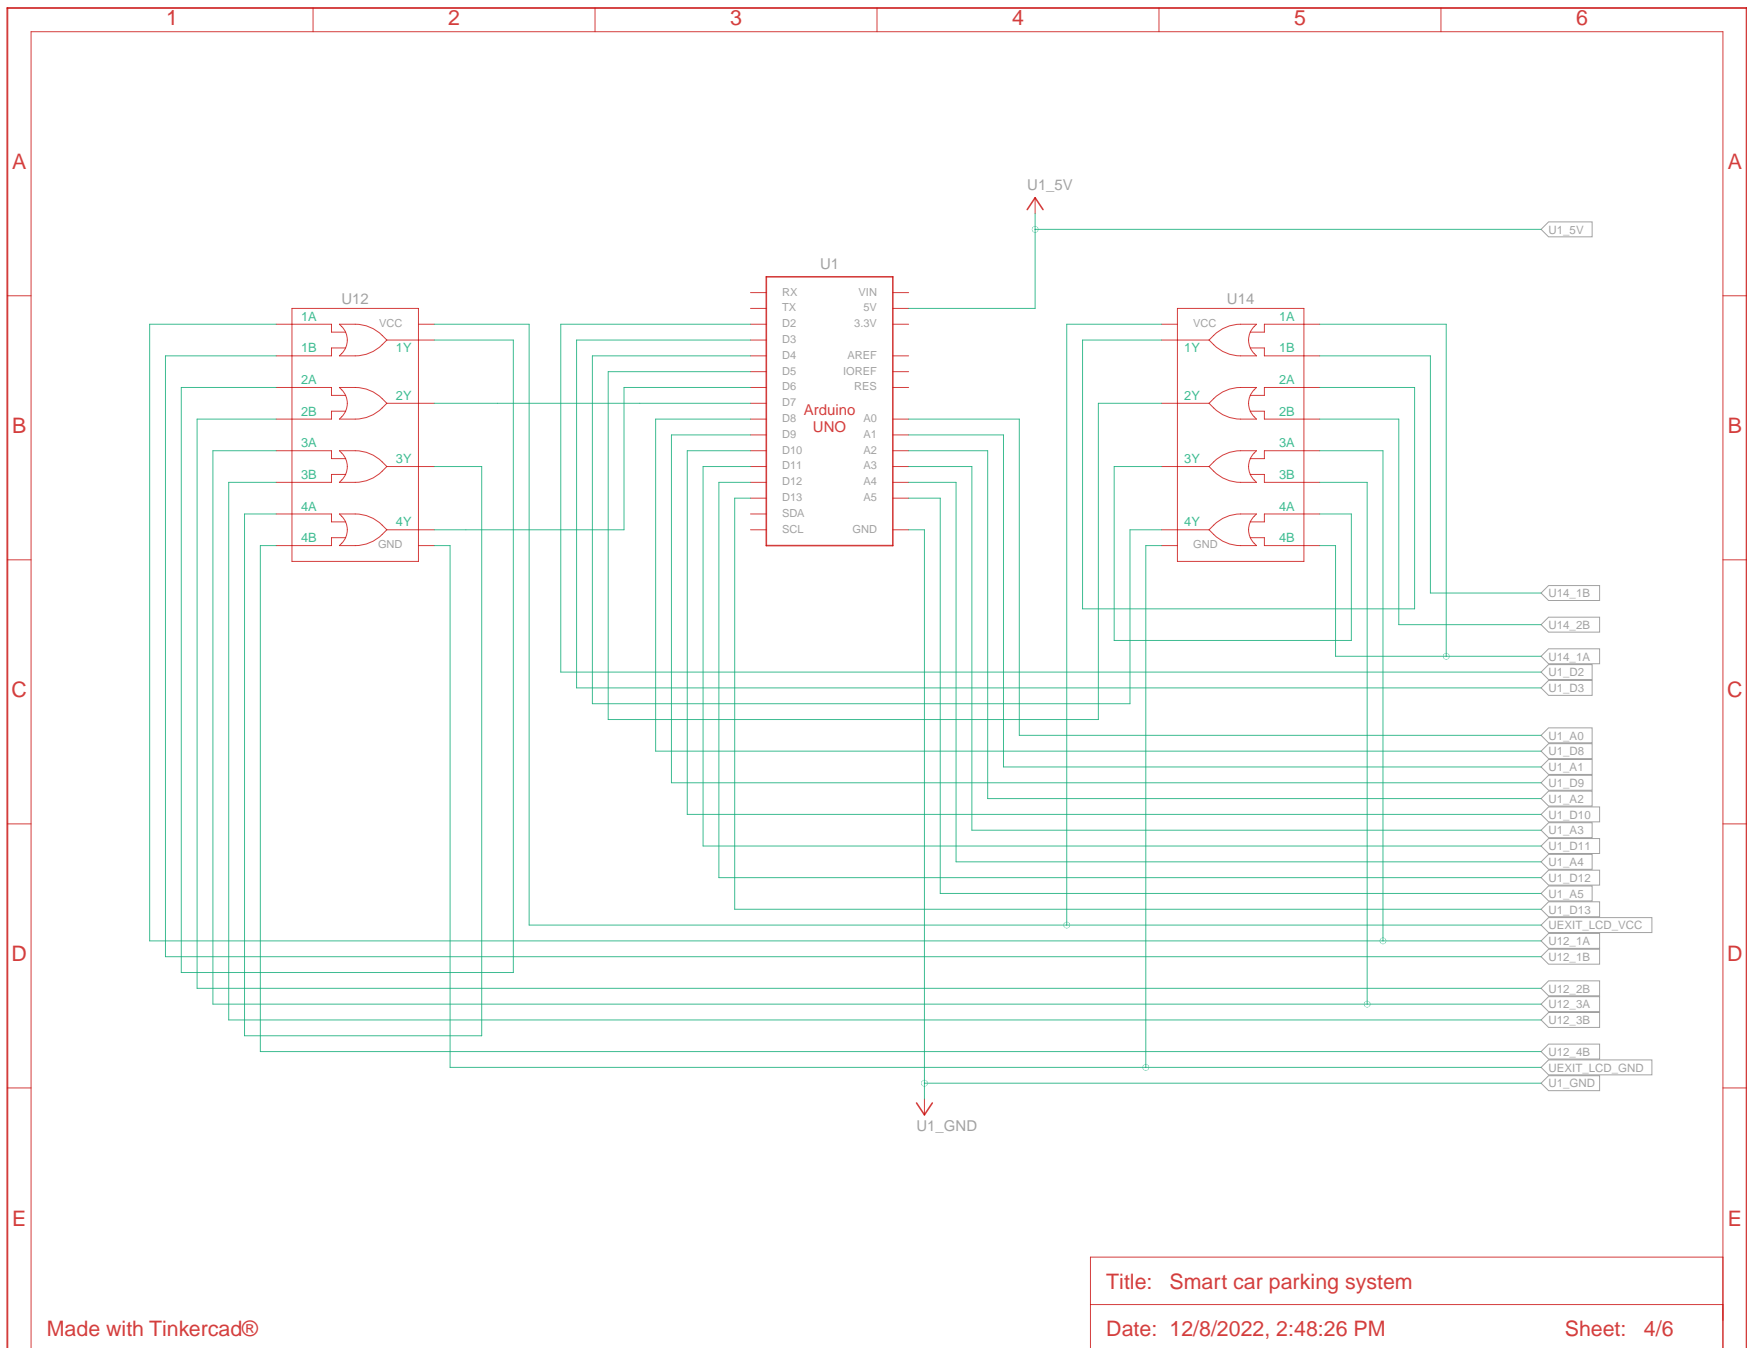 1 2 3 4 5 6
A A
U1_5V
U1_5V
U1
U12 U14
RX VIN
TX 5V
1A VCC D2 3.3V VCC 1A
1B 1Y D3 1Y 1B
D4 AREF
D5 IOREF
2A D6 RES 2A
2Y D7 2Y
Arduino
UNO
B 2B D8 A0 2B B
D9 A1
3A D10 A2 3A
3Y D11 A3 3Y
3B D12 A4 3B
D13 A5
4A SDA 4A
4Y SCL GND 4Y
4B GND GND 4B
U14_1B
U14_2B
U14_1A
U1_D2
C U1_D3 C
U1_A0
U1_D8
U1_A1
U1_D9
U1_A2
U1_D10
U1_A3
U1_D11
U1_A4
U1_D12
U1_A5
U1_D13
UEXIT_LCD_VCC
U12_1A
D U12_1B D
U12_2B
U12_3A
U12_3B
U12_4B
UEXIT_LCD_GND
U1_GND
U1_GND
E E
Title: Smart car parking system
Made with Tinkercad® Date: 12/8/2022, 2:48:26 PM Sheet: 4/6